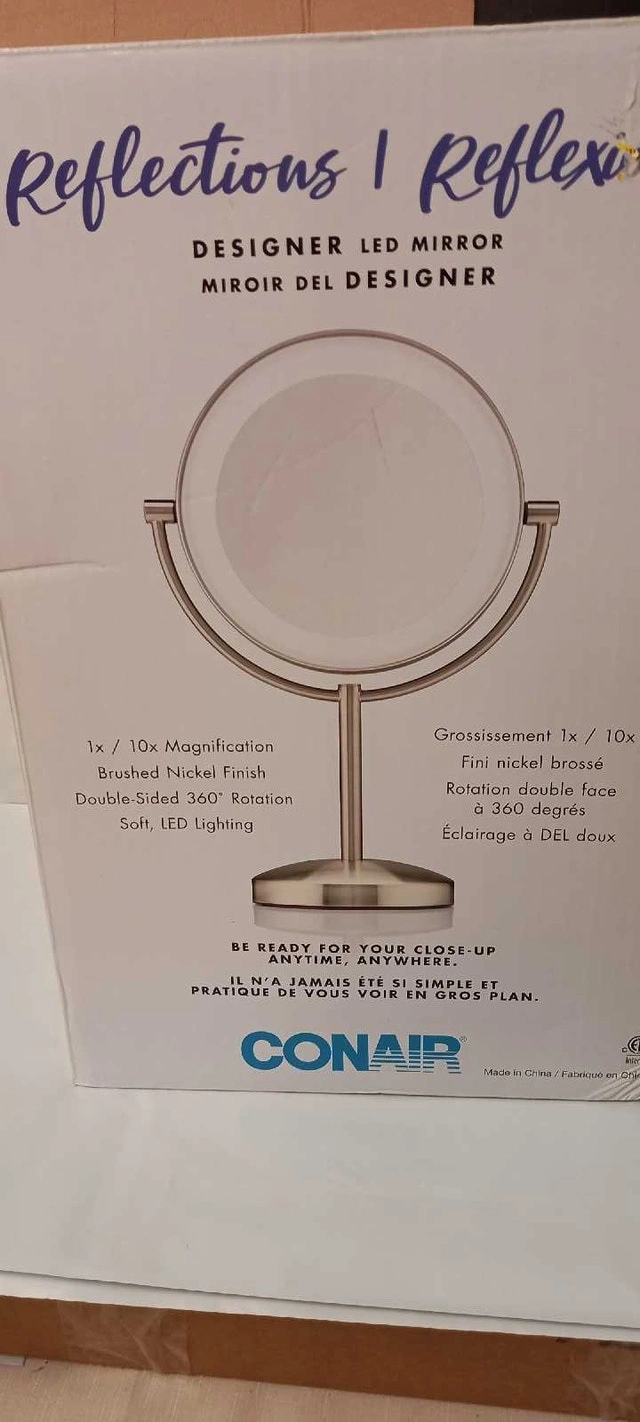 Reflections | Reflexi
DESIGNER LED MIRROR
MIROIR DEL DESIGNER
1x / 10x Magnification
Brushed Nickel Finish
Double-Sided 360° Rotation
Soft, LED Lighting
Grossissement 1x / 10x
Fini nickel brossé
Rotation double face
à 360 degrés
Éclairage à DEL doux
BE READY FOR YOUR CLOSE-UP
ANYTIME, ANYWHERE.
IL N'A JAMAIS ÉTÉ SI SIMPLE ET
PRATIQUE DE VOUS VOIR EN GROS PLAN.
CONAIR®
Made in China / Fabriqué en Chi